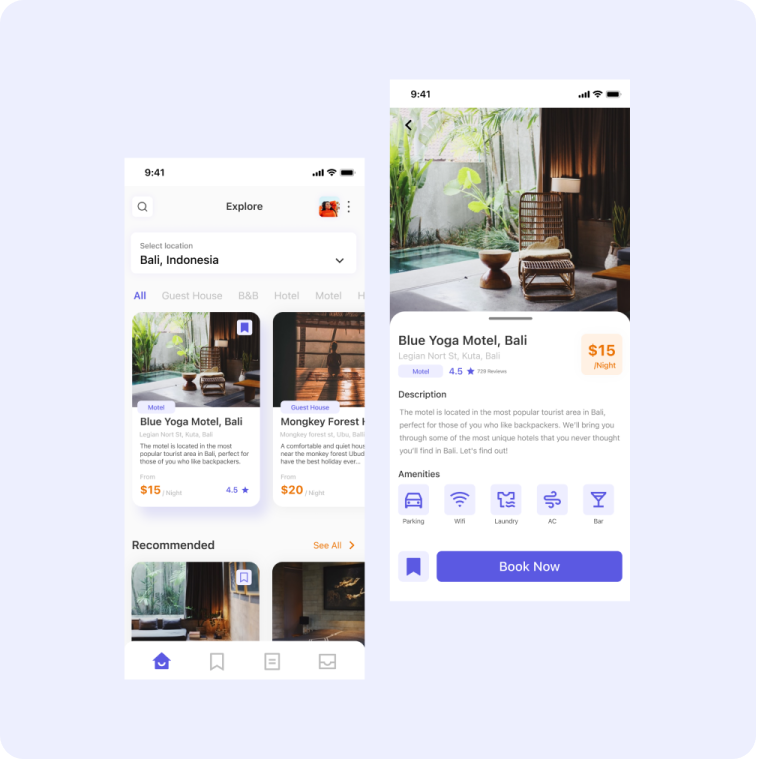 9:41
Explore
Select location
Bali, Indonesia
All Guest House B&B Hotel Motel H
Motel
Blue Yoga Motel, Bali
Legian Nort St, Kuta, Bali
The motel is located in the most
popular tourist area in Bali, perfect for
those of you who like backpackers.
From
$15 / Night
4.5
Guest House
Mongkey Forest H
Mongkey forest st, Ubu, Balli
A comfortable and quiet hous
near the monkey forest Ubud
have the best holiday ever...
From
$20 / Night
Recommended
See All
9:41
Blue Yoga Motel, Bali
Legian Nort St, Kuta, Bali
Motel 4.5 728 Reviews
$15
/Night
Description
The motel is located in the most popular tourist area in Bali,
perfect for those of you who like backpackers. We'll bring you
through some of the most unique hotels that you never thought
you'll find in Bali. Let's find out!
Amenities
Parking Wifi Laundry AC Bar
Book Now